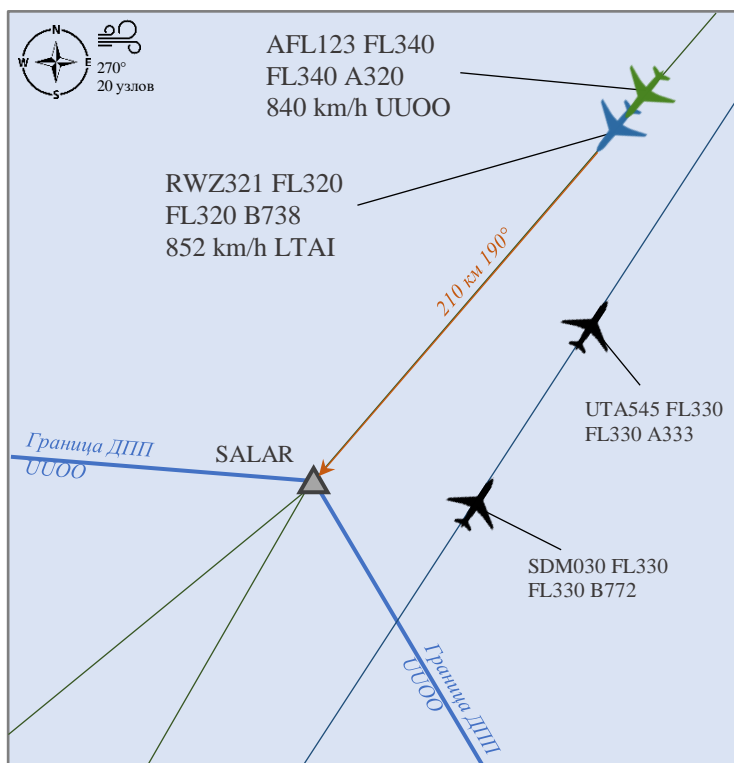 N
W E
S
270°
20 узлов
AFL123 FL340
FL340 A320
840 km/h UUOO
RWZ321 FL320
FL320 B738
852 km/h LTAI
210 км 190°
UTA545 FL330
FL330 A333
Граница ДПП
UUOO
SALAR
SDM030 FL330
FL330 B772
Граница ДПП
UUOO